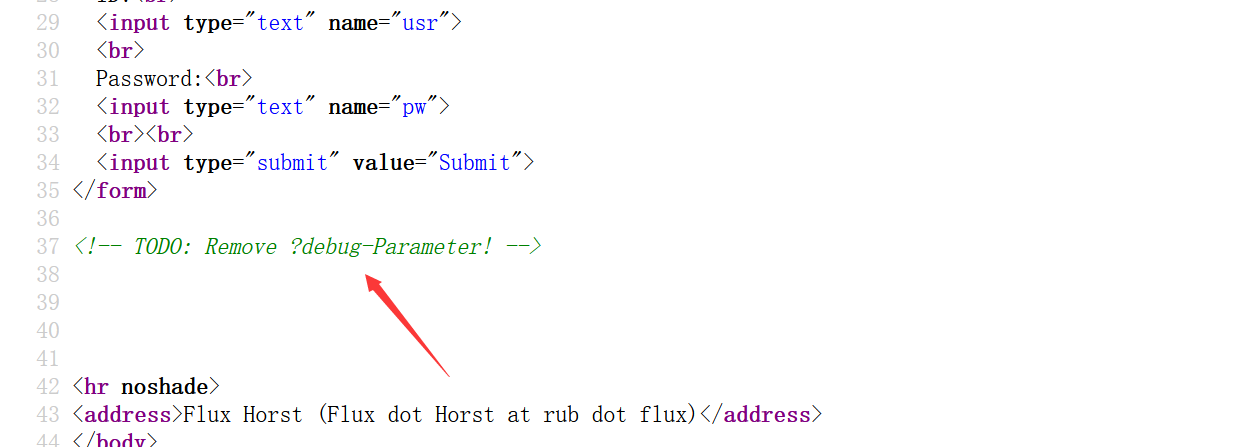 29 <input type="text" name="usr">
30 <br>
31 Password:<br>
32 <input type="text" name="pw">
33 <br><br>
34 <input type="submit" value="Submit">
35 </form>
36
37 <!-- TODO: Remove ?debug-Parameter! -->
38
39
40
41
42 <hr noshade>
43 <address>Flux Horst (Flux dot Horst at rub dot flux)</address>
44 </body>